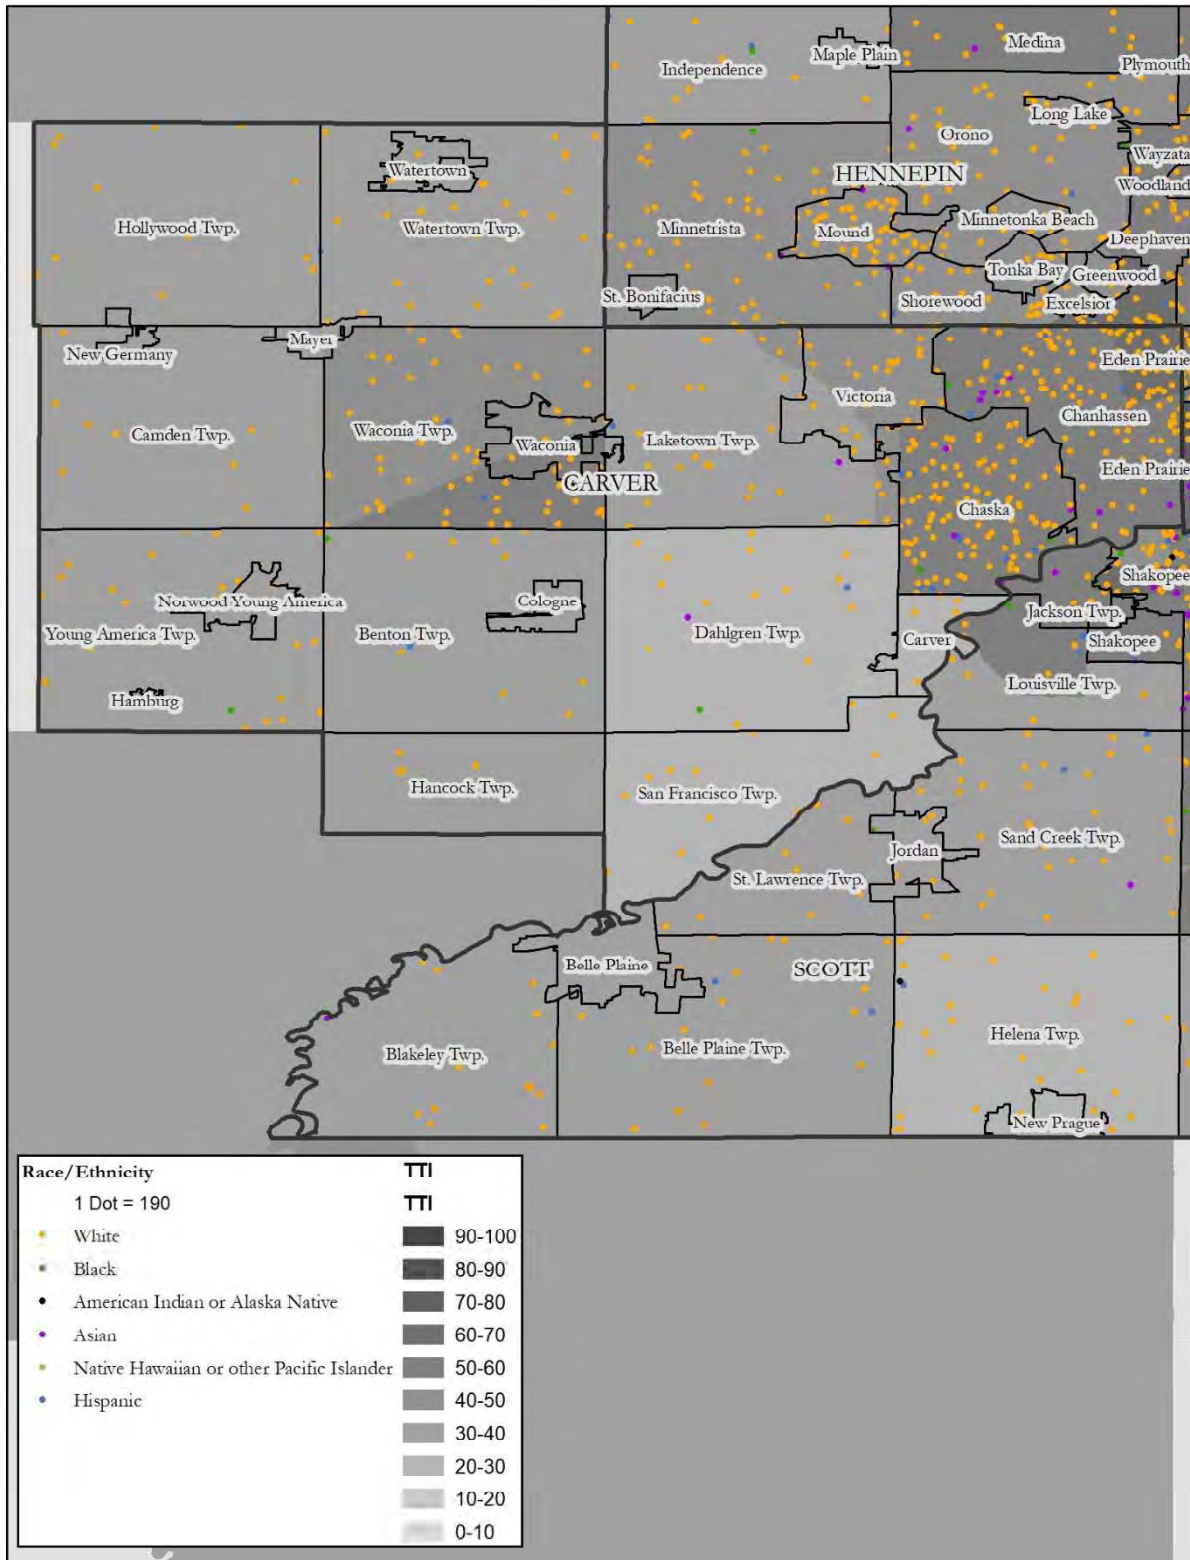 Medina
Maple Plain
Independence
Plymouth
Long Lake
Orono
Wayzata
Watertown
HENNEPIN
Woodland
Hollywood Twp.
Watertown Twp.
Minnetrista
Mound
Minnetonka Beach
Deephaven
Tonka Bay
Greenwood
St. Bonifacius
Shorewood
Excelsior
New Germany
Mayer
Eden Prairie
Victoria
Chanhassen
Camden Twp.
Waconia Twp.
Waconia
Laketown Twp.
CARVER
Eden Prairie
Chaska
Shakopee
Norwood Young America
Cologne
Jackson Twp.
Young America Twp.
Benton Twp.
Dahlgren Twp.
Carver
Shakopee
Hamburg
Louisville Twp.
Hancock Twp.
San Francisco Twp.
Sand Creek Twp.
Jordan
St. Lawrence Twp.
Belle Plaine
SCOTT
Blakeley Twp.
Belle Plaine Twp.
Helena Twp.
New Prague
Race/Ethnicity
1 Dot = 190
White
Black
American Indian or Alaska Native
Asian
Native Hawaiian or other Pacific Islander
Hispanic
TTI
TTI
90-100
80-90
70-80
60-70
50-60
40-50
30-40
20-30
10-20
0-10